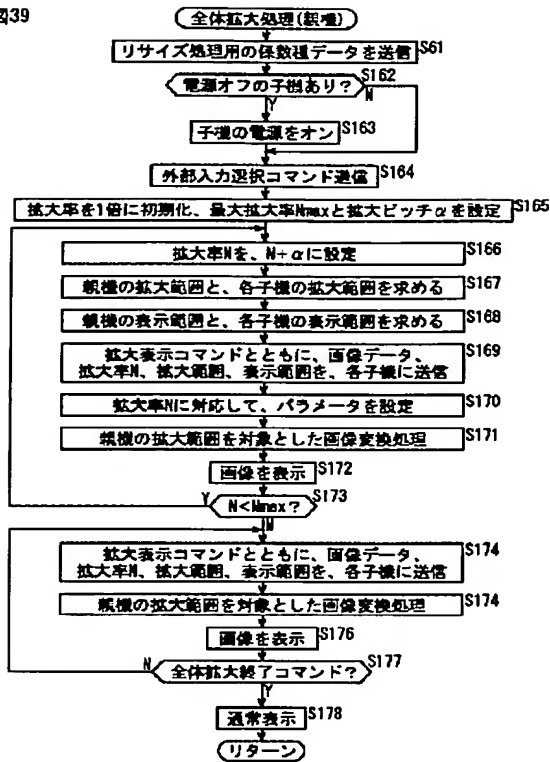 図39
全体拡大処理(親機)
リサイズ処理用の係数種データを送信 S61
電源オフの子機あり? S162
N
Y
子機の電源をオン S163
外部入力選択コマンド送信 S164
拡大率を1倍に初期化、最大拡大率Nmaxと拡大ピッチαを設定 S165
拡大率Nを、N+αに設定 S166
親機の拡大範囲と、各子機の拡大範囲を求める S167
親機の表示範囲と、各子機の表示範囲を求める S168
拡大表示コマンドとともに、画像データ、 S169
拡大率N、拡大範囲、表示範囲を、各子機に送信
拡大率Nに対応して、パラメータを設定 S170
親機の拡大範囲を対象とした画像変換処理 S171
画像を表示 S172
Y N<Nmax? S173
N
拡大表示コマンドとともに、画像データ、 S174
拡大率N、拡大範囲、表示範囲を、各子機に送信
親機の拡大範囲を対象とした画像変換処理 S174
画像を表示 S176
N 全体拡大終了コマンド? S177
Y
通常表示 S178
リターン